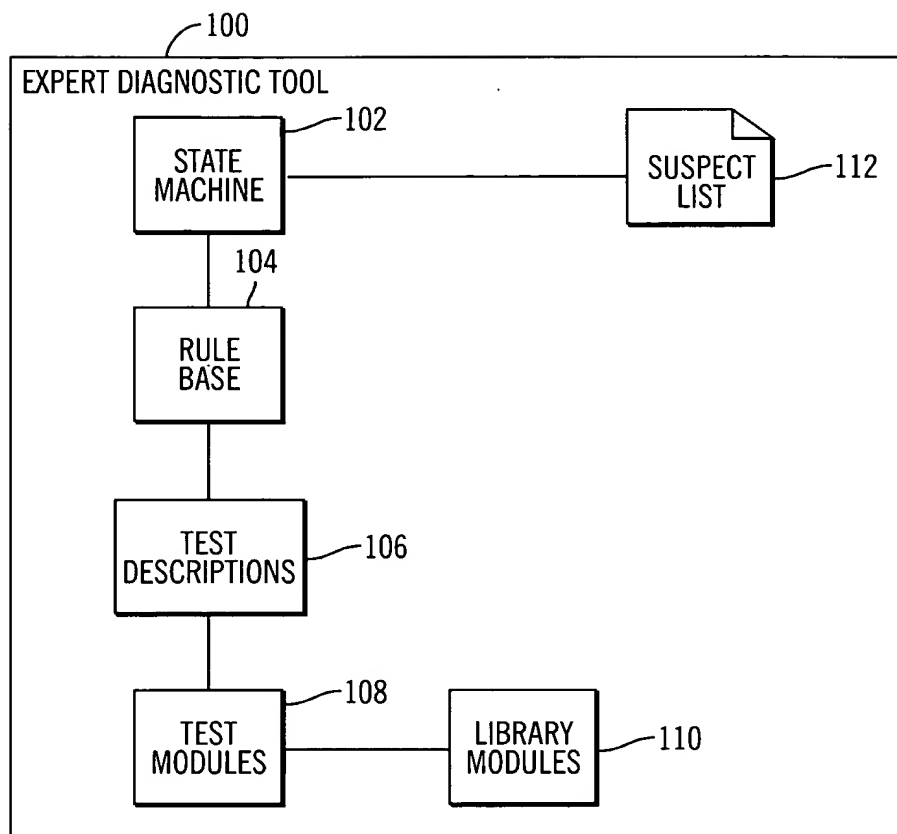 100
EXPERT DIAGNOSTIC TOOL
102
STATE
MACHINE
SUSPECT
LIST
112
104
RULE
BASE
TEST
DESCRIPTIONS
106
108
TEST
MODULES
LIBRARY
MODULES
110